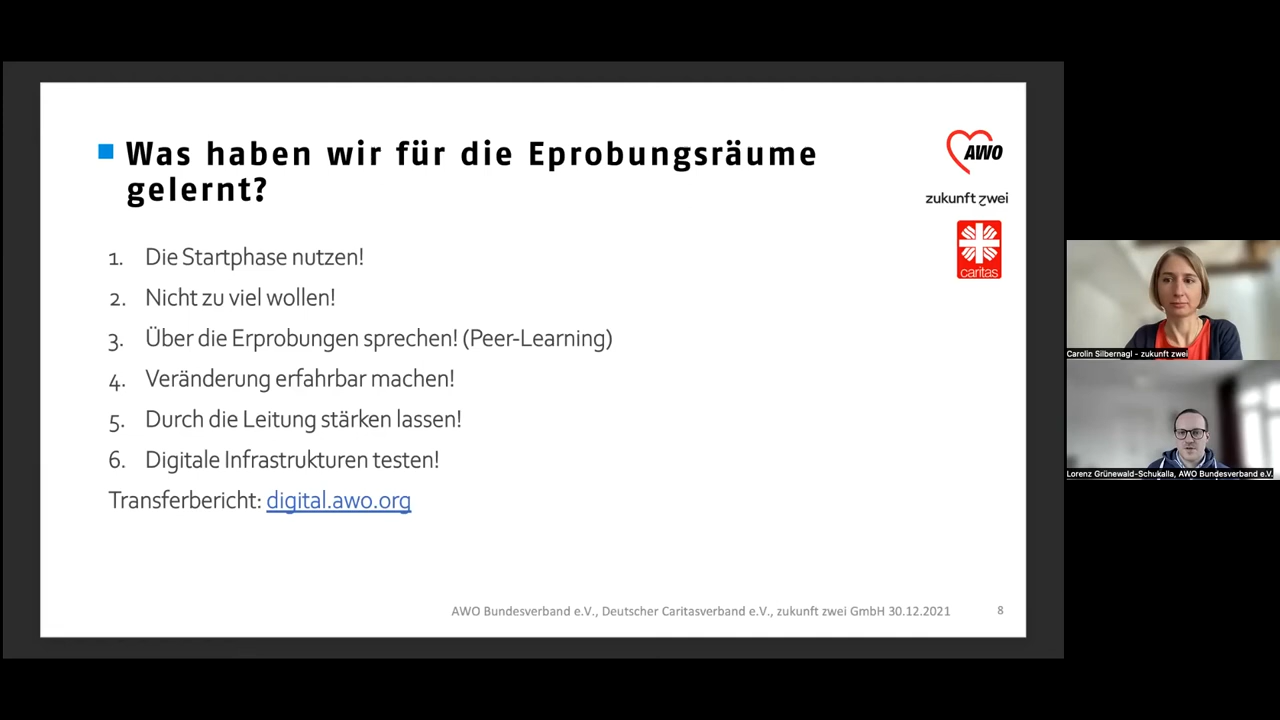 Was haben wir für die Eprobungsräume
gelernt?
AWO
zukunft zwei
caritas
1. Die Startphase nutzen!
2. Nicht zu viel wollen!
3. Über die Erprobungen sprechen! (Peer-Learning)
4. Veränderung erfahrbar machen!
5. Durch die Leitung stärken lassen!
6. Digitale Infrastrukturen testen!
Transferbericht: digital.awo.org
AWO Bundesverband e.V., Deutscher Caritasverband e.V., zukunft zwei GmbH 30.12.2021 8
Carolin Silbernagl - zukunft zwei
Lorenz Grünewald-Schukalla, AWO Bundesverband e.V.